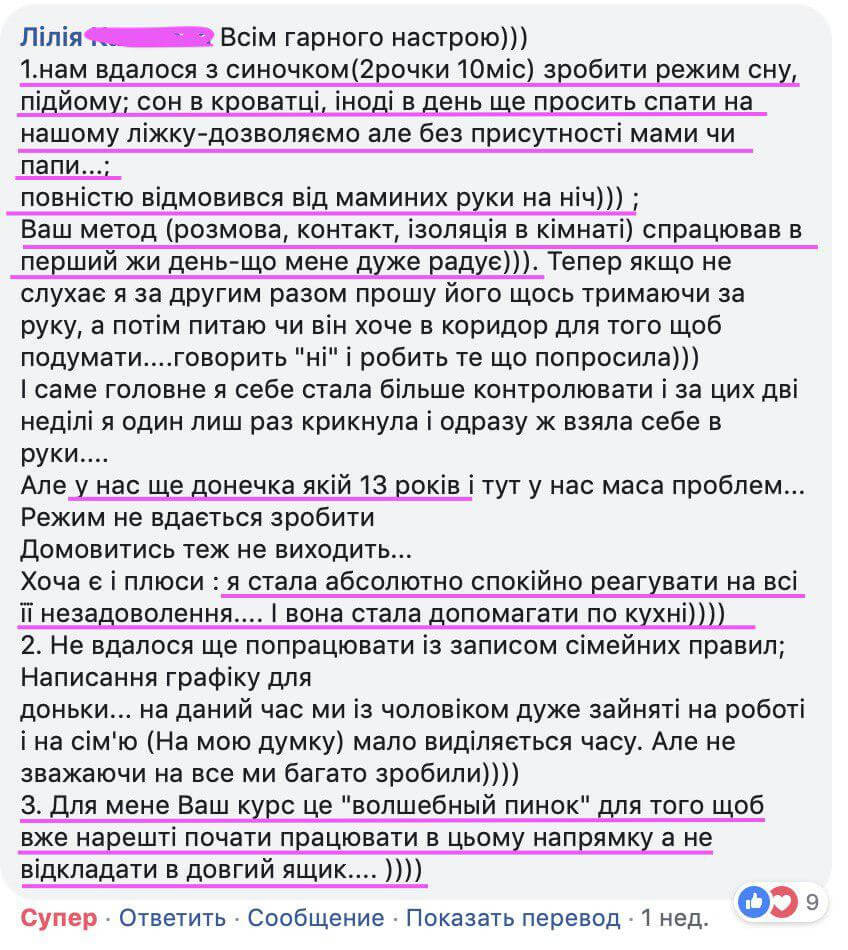 Лілія Всім гарного настрою)))
1.нам вдалося з синочком(2рочки 10міс) зробити режим сну,
підйому; сон в кроватці, іноді в день ще просить спати на
нашому ліжку-дозволяємо але без присутності мами чи
папи...;
повністю відмовився від маминих руки на ніч))) ;
Ваш метод (розмова, контакт, ізоляція в кімнаті) спрацював в
перший жи день-що мене дуже радує))). Тепер якщо не
слухає я за другим разом прошу його щось тримаючи за
руку, а потім питаю чи він хоче в коридор для того щоб
подумати....говорить "ні" і робить те що попросила)))
І саме головне я себе стала більше контролювати і за цих дві
неділі я один лиш раз крикнула і одразу ж взяла себе в
руки....
Але у нас ще донечка якій 13 років і тут у нас маса проблем...
Режим не вдається зробити
Домовитись теж не виходить...
Хоча є і плюси : я стала абсолютно спокійно реагувати на всі
її незадоволення.... І вона стала допомагати по кухні))))
2. Не вдалося ще попрацювати із записом сімейних правил;
Написання графіку для
доньки... на даний час ми із чоловіком дуже зайняті на роботі
і на сім'ю (На мою думку) мало виділяється часу. Але не
зважаючи на все ми багато зробили))))
3. Для мене Ваш курс це "волшебный пинок" для того щоб
вже нарешті почати працювати в цьому напрямку а не
відкладати в довгий ящик.... ))))
Супер · Ответить · Сообщение · Показать перевод · 1 нед.
9